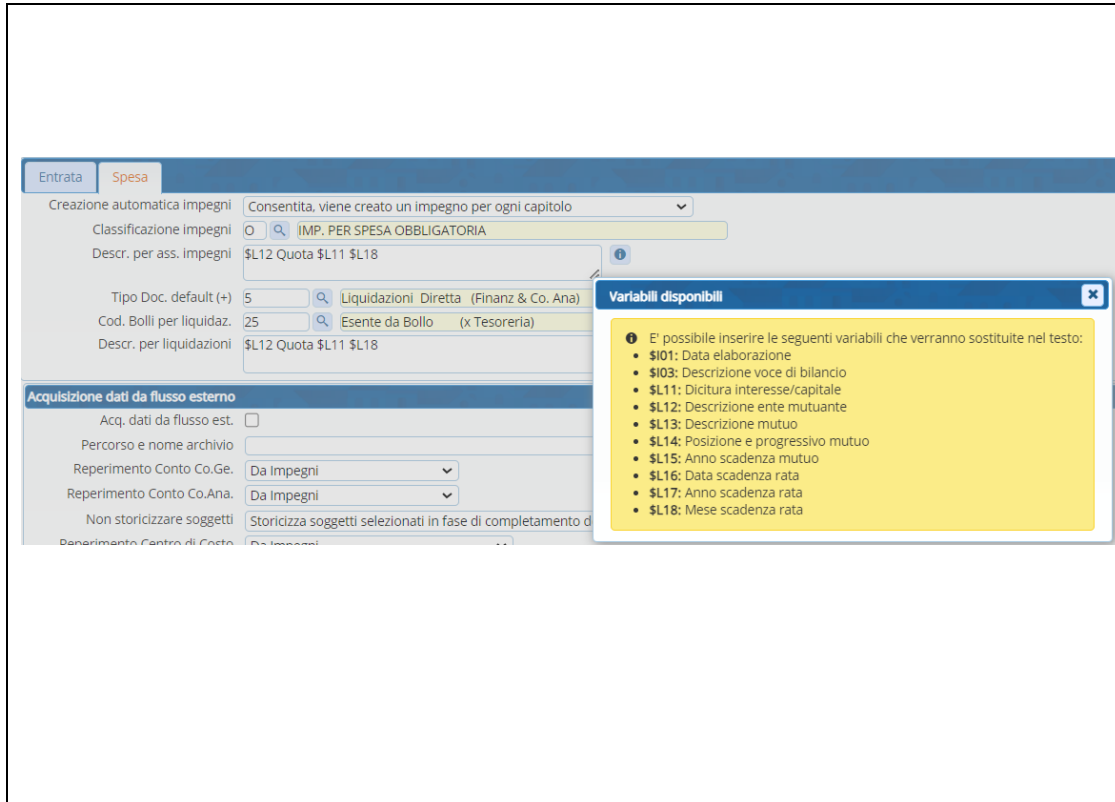 Entrata Spesa
Creazione automatica impegni Consentita, viene creato un impegno per ogni capitolo
Classificazione impegni O IMP. PER SPESA OBBLIGATORIA
Descr. per ass. impegni $L12 Quota $L11 $L18
Tipo Doc. default (+) 5 Liquidazioni Diretta (Finanz & Co. Ana)
Cod. Bolli per liquidaz. 25 Esente da Bollo (x Tesoreria)
Descr. per liquidazioni $L12 Quota $L11 $L18
Acquisizione dati da flusso esterno
Acq. dati da flusso est.
Percorso e nome archivio
Reperimento Conto Co.Ge. Da Impegni
Reperimento Conto Co.Ana. Da Impegni
Non storicizzare soggetti Storicizza soggetti selezionati in fase di completamento d
Reperimento Centro di Costo Da Impegni
Variabili disponibili
E' possibile inserire le seguenti variabili che verranno sostituite nel testo:
• $I01: Data elaborazione
• $I03: Descrizione voce di bilancio
• $L11: Dicitura interesse/capitale
• $L12: Descrizione ente mutuante
• $L13: Descrizione mutuo
• $L14: Posizione e progressivo mutuo
• $L15: Anno scadenza mutuo
• $L16: Data scadenza rata
• $L17: Anno scadenza rata
• $L18: Mese scadenza rata